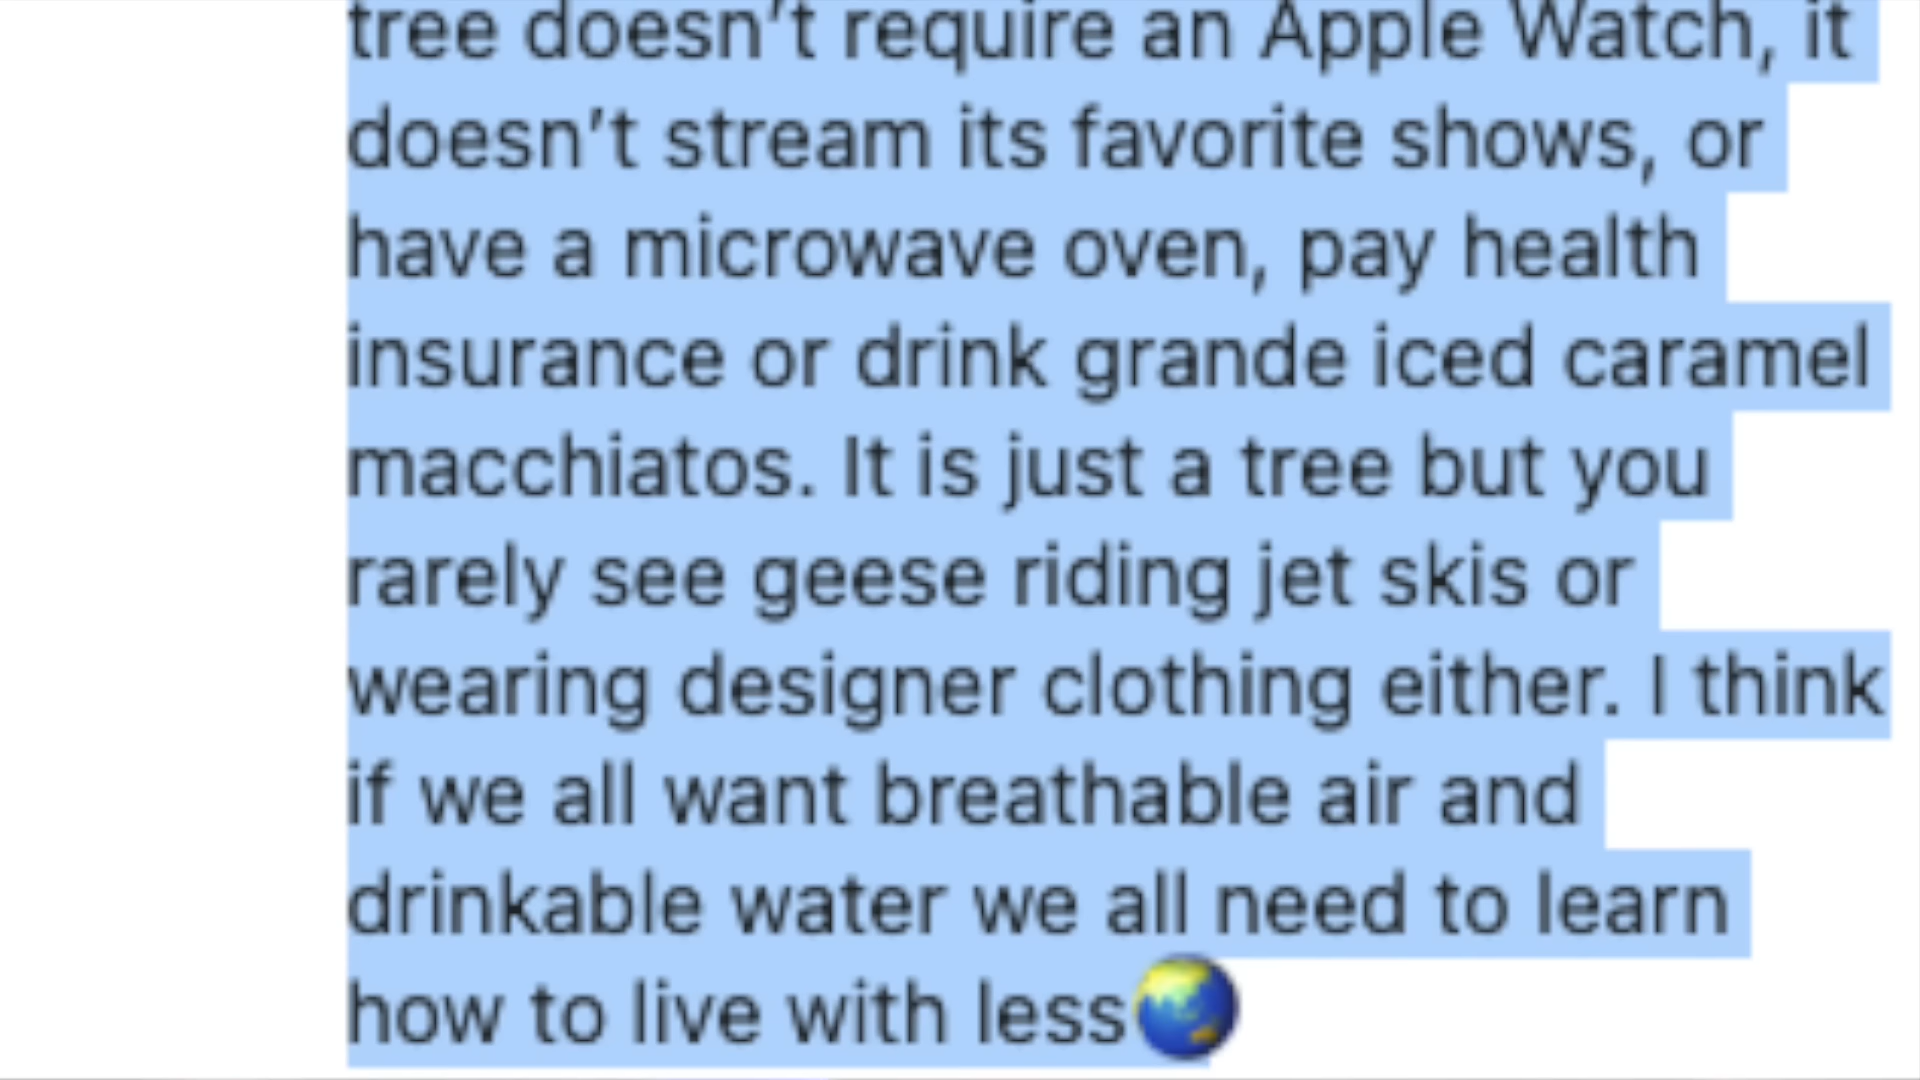 tree doesn’t require an Apple Watch, it
doesn’t stream its favorite shows, or
have a microwave oven, pay health
insurance or drink grande iced caramel
macchiatos. It is just a tree but you
rarely see geese riding jet skis or
wearing designer clothing either. I think
if we all want breathable air and
drinkable water we all need to learn
how to live with less🌏